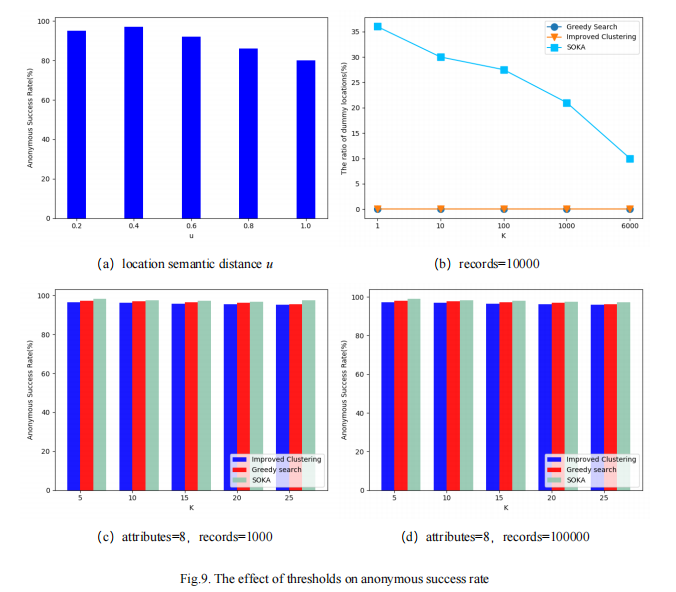 100
80
60
40
20
0
Anonymous Success Rate(%)
0.2 0.4 0.6 0.8 1.0
u
(a) location semantic distance u
35
30
25
20
15
10
5
0
The ratio of dummy locations(%)
Greedy Search
Improved Clustering
SOKA
1 10 100 1000 6000
K
(b) records=10000
100
80
60
40
20
0
Anonymous Success Rate(%)
Improved Clustering
Greedy search
SOKA
5 10 15 20 25
K
(c) attributes=8, records=1000
100
80
60
40
20
0
Anonymous Success Rate(%)
Improved Clustering
Greedy search
SOKA
5 10 15 20 25
K
(d) attributes=8, records=100000
Fig.9. The effect of thresholds on anonymous success rate